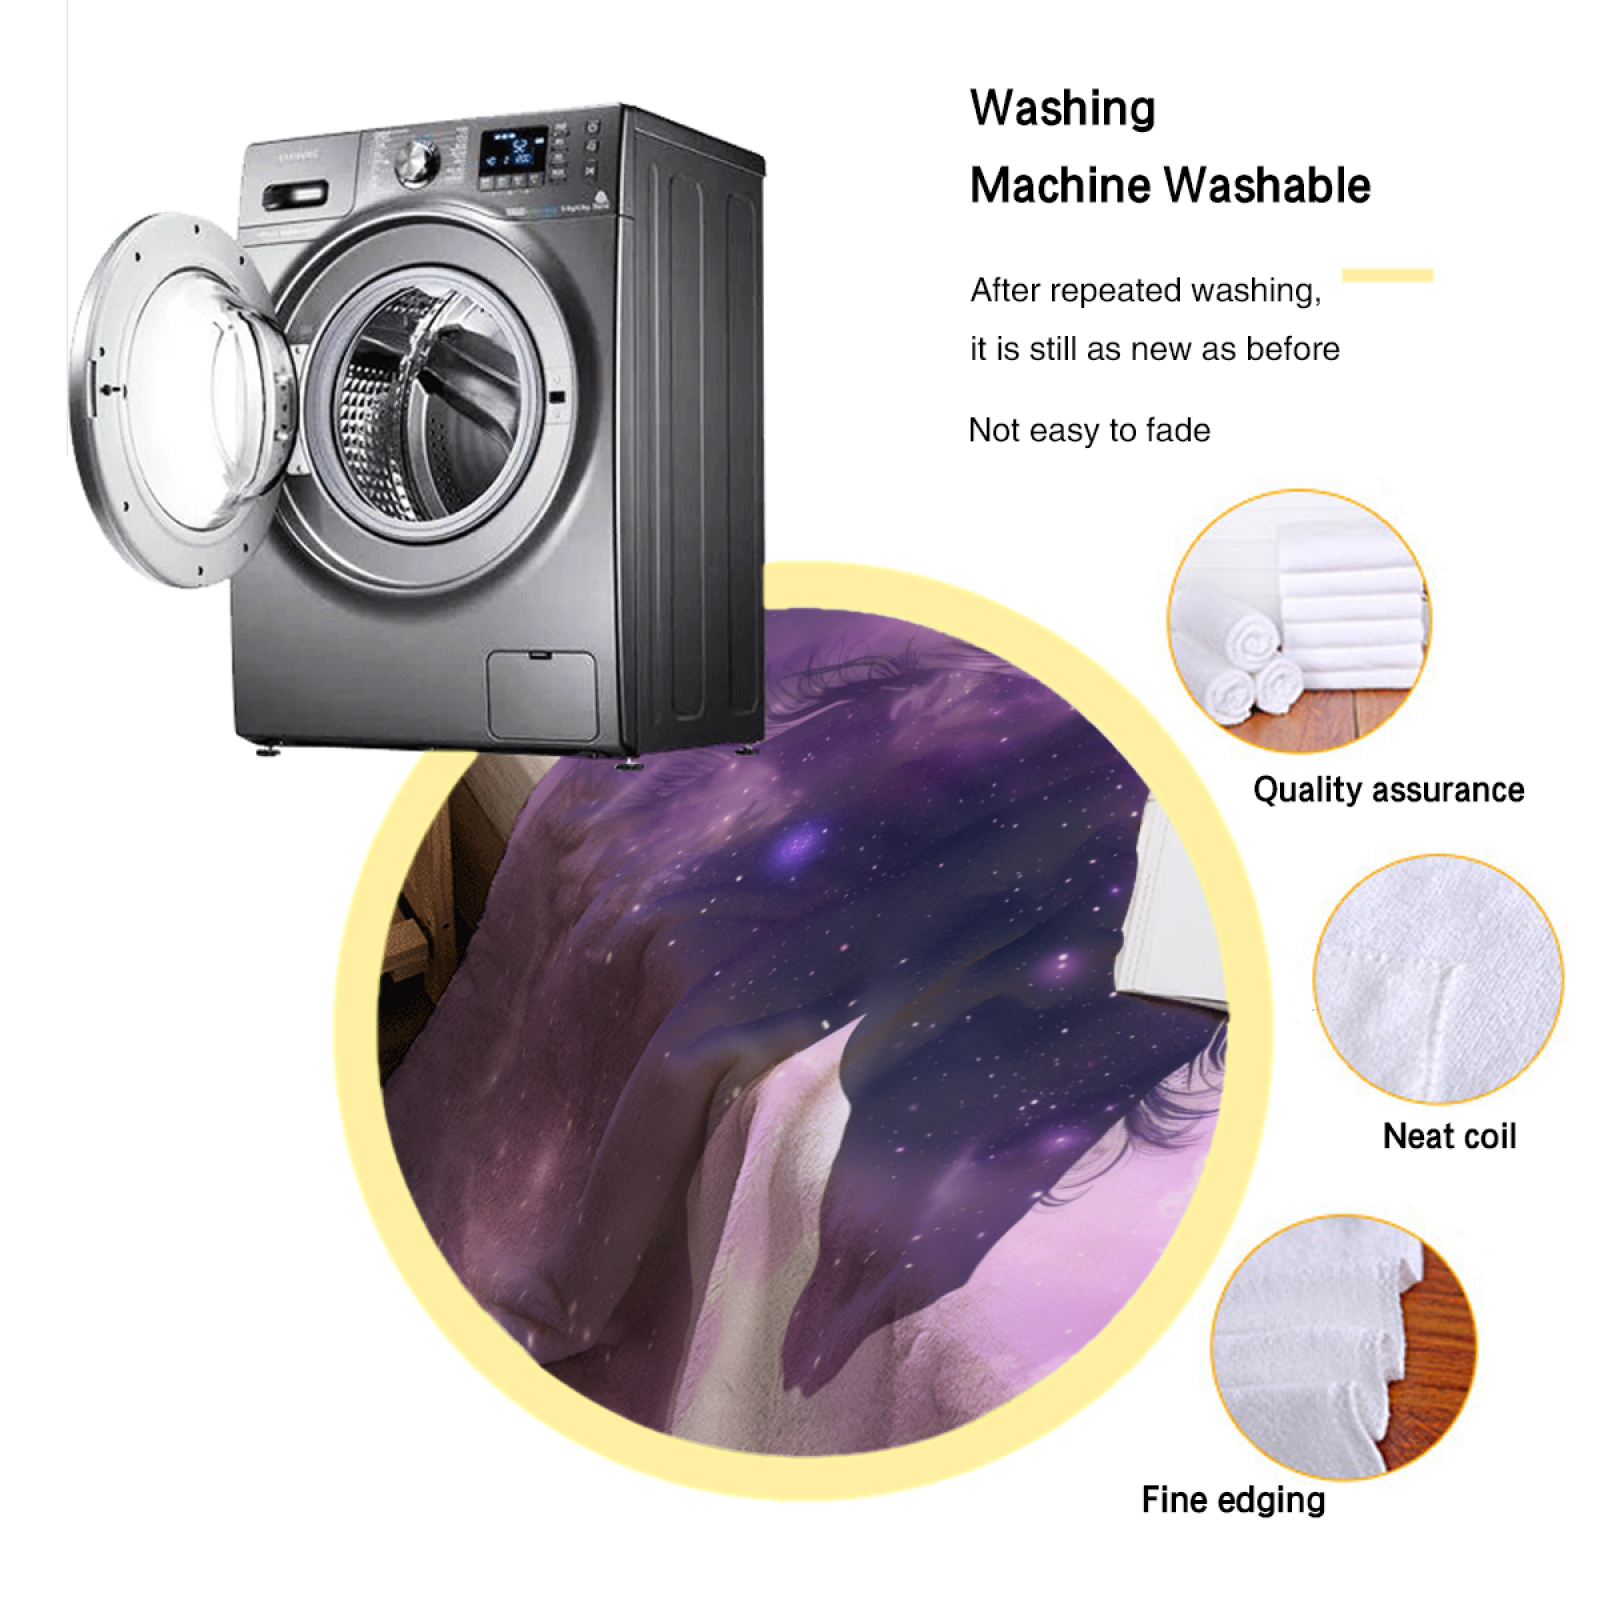 Washing
Machine Washable
After repeated washing,
it is still as new as before
Not easy to fade
Quality assurance
Neat coil
Fine edging